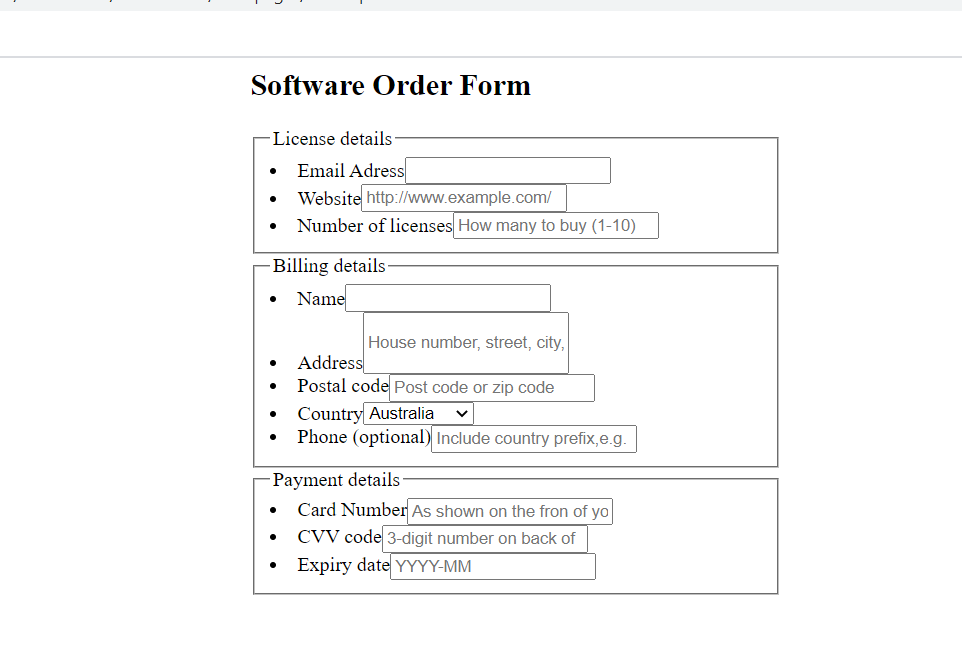 Software Order Form
License details
Email Adress
Website http://www.example.com/
Number of licenses How many to buy (1-10)
Billing details
Name
House number, street, city,
Address
Postal code Post code or zip code
Country Australia
Phone (optional) Include country prefix,e.g.
Payment details
Card Number As shown on the fron of yo
CVV code 3-digit number on back of
Expiry date YYYY-MM